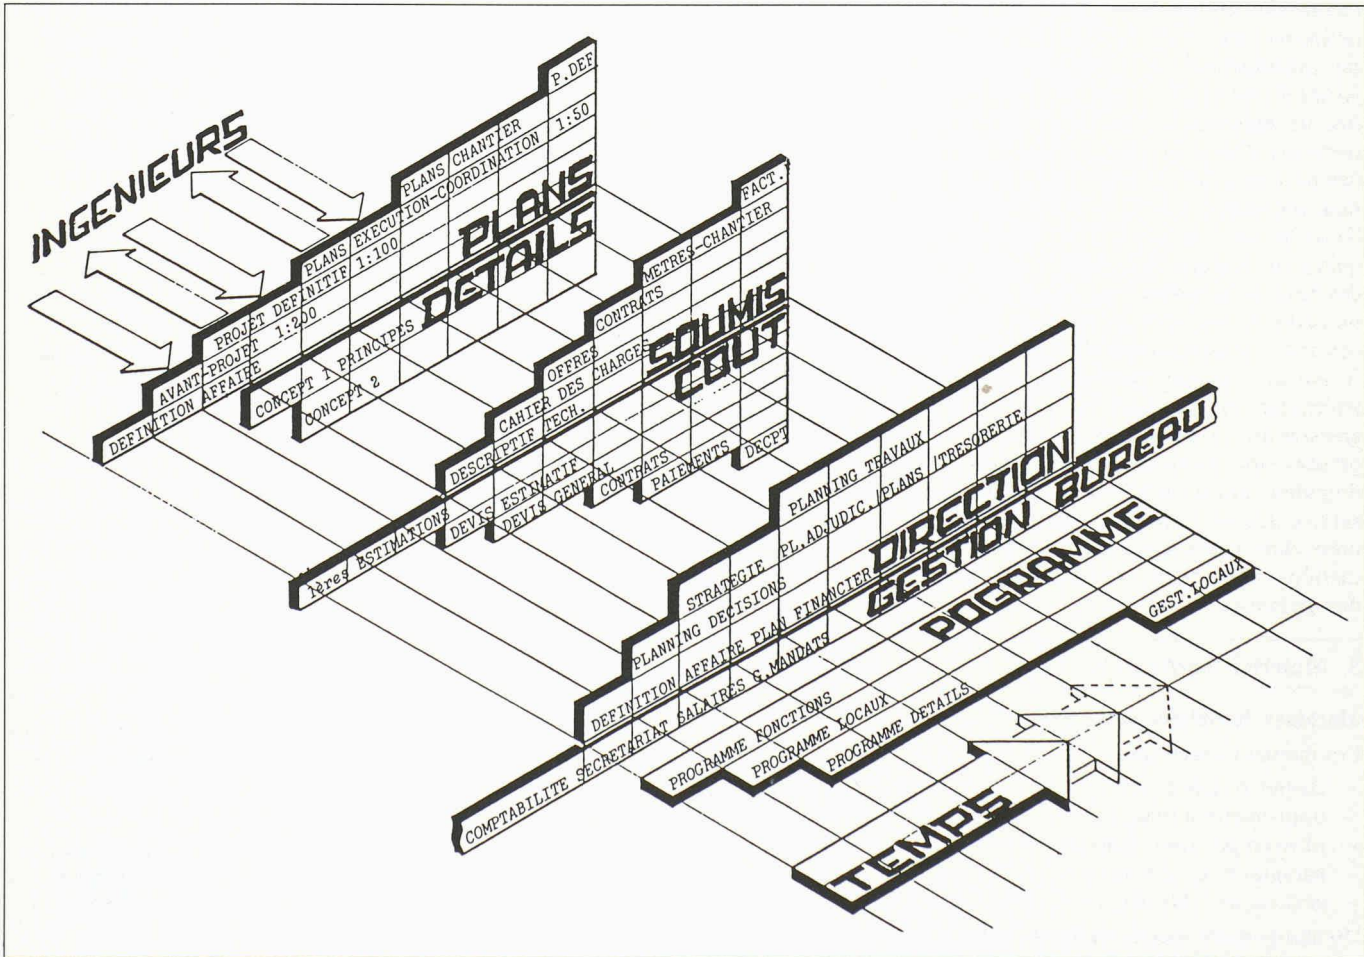 INGENIEURS
P.DEF
PLANS CHANTIER
PLANS EXECUTION-COORDINATION 1:50
PROJET DEFINITIF 1:100
AVANT-PROJET 1:200
DEFINITION AFFAIRE
PLANS
DETAILS
CONCEPT 1 PRINCIPES
CONCEPT 2
FACT.
METRES-CHANTIER
CONTRATS
OFFRES
CAHIER DES CHARGES
DESCRIPTIF TECH.
SOUMIS
COUT
1ères ESTIMATIONS
DEVIS ESTIMATIF
DEVIS GENERAL
CONTRATS
PAIEMENTS
DECPT
PLANNING TRAVAUX
STRATEGIE PL.ADJUDIC./PLANS /TRESORERIE
PLANNING DECISIONS
DEFINITION AFFAIRE PLAN FINANCIER
DIRECTION
GESTION BUREAU
COMPTABILITE SECRETARIAT SALAIRES G.MANDATS
POGRAMME
PROGRAMME FONCTIONS
PROGRAMME LOCAUX
PROGRAMME DETAILS
GEST.LOCAUX
TEMPS